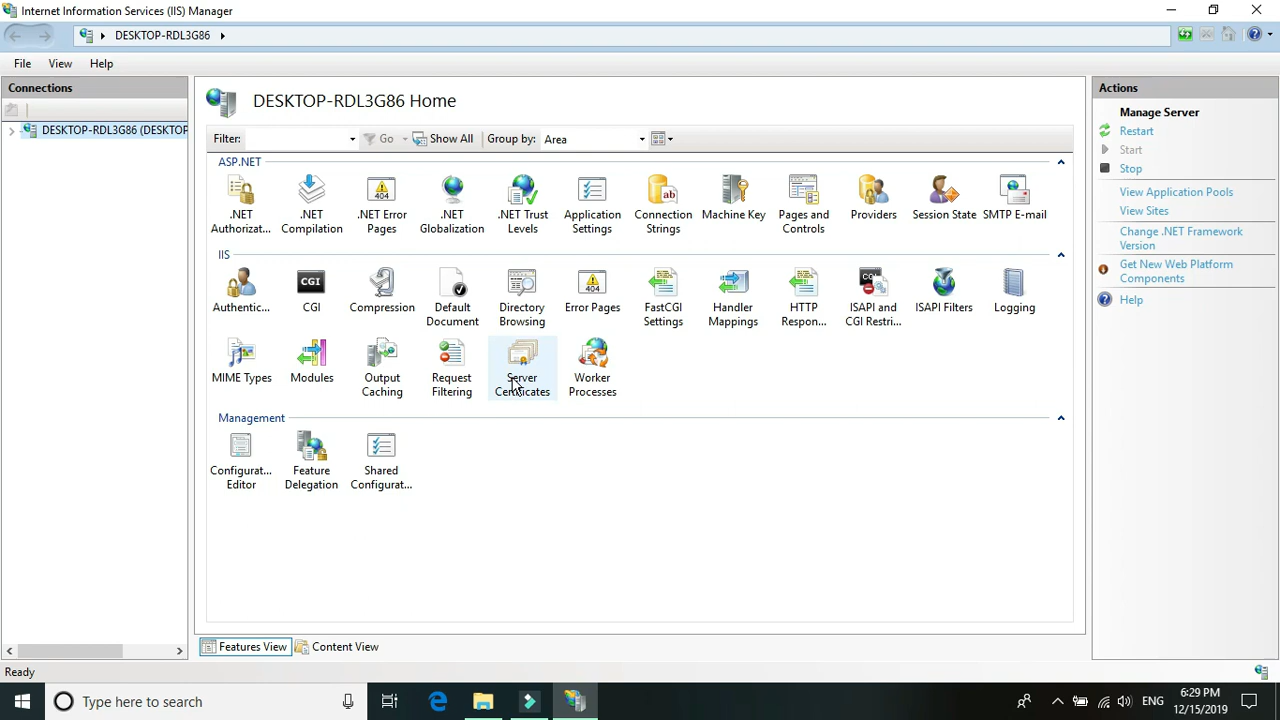 Internet Information Services (IIS) Manager
DESKTOP-RDL3G86
File View Help
Connections
DESKTOP-RDL3G86 (DESKTOP
DESKTOP-RDL3G86 Home
Filter: Go Show All Group by: Area
ASP.NET
.NET Authorizat...
.NET Compilation
.NET Error Pages
.NET Globalization
.NET Trust Levels
Application Settings
Connection Strings
Machine Key
Pages and Controls
Providers
Session State
SMTP E-mail
IIS
Authentic...
CGI
Compression
Default Document
Directory Browsing
Error Pages
FastCGI Settings
Handler Mappings
HTTP Respon...
ISAPI and CGI Restri...
ISAPI Filters
Logging
MIME Types
Modules
Output Caching
Request Filtering
Server Certificates
Worker Processes
Management
Configurat... Editor
Feature Delegation
Shared Configurat...
Features View
Content View
Actions
Manage Server
Restart
Start
Stop
View Application Pools
View Sites
Change .NET Framework
Version
Get New Web Platform
Components
Help
Ready
Type here to search
ENG
6:29 PM
12/15/2019